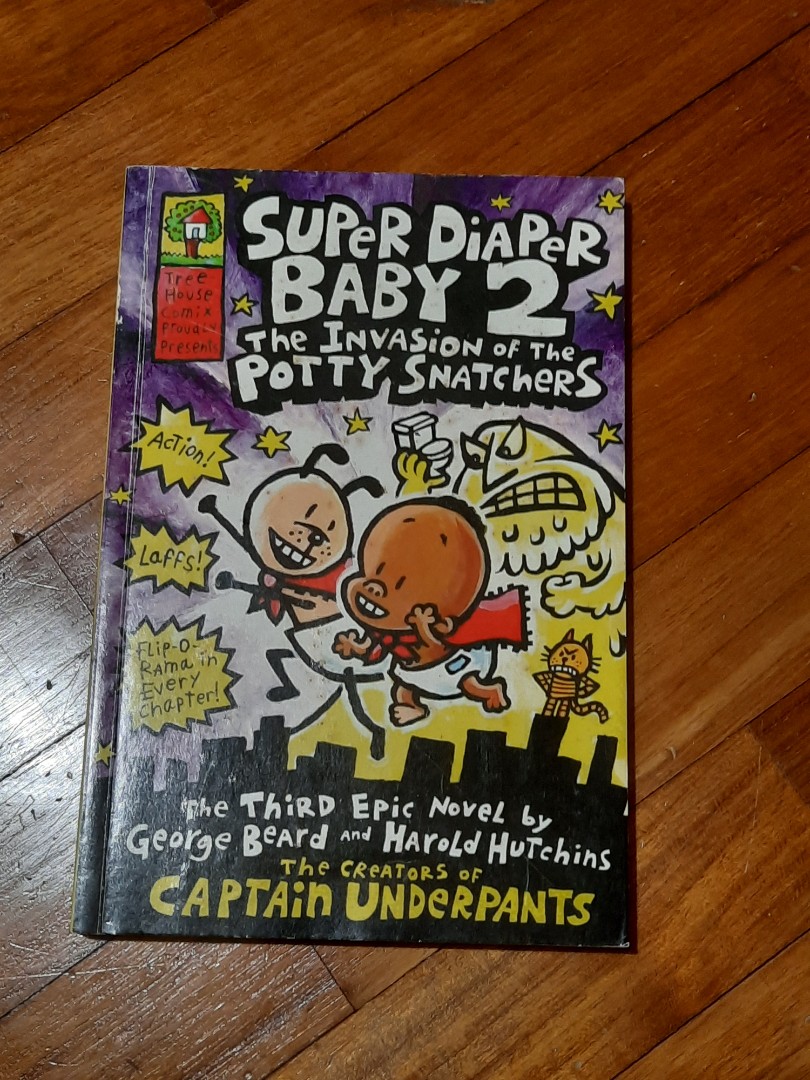 Tree
House
Comix
Proudly
Presents
SUPER DIAPER
BABY 2
THE INVASION OF THE
POTTY SNATCHERS
ACTION!
LAFFS!
FLIP-O-
RAMA in
EVERY
CHAPTER!
The THIRD EPIC NOVEL by
GEORGE BEARD AND HAROLD HUTCHINS
THE CREATORS OF
CAPTAIN UNDERPANTS